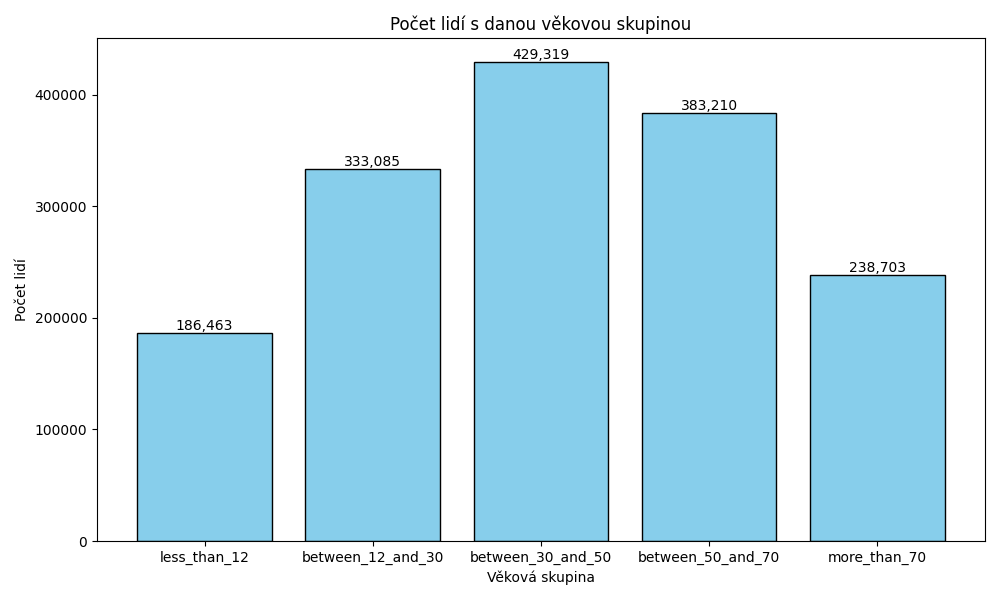 Počet lidí s danou věkovou skupinou
429,319
383,210
333,085
238,703
186,463
400000
300000
200000
100000
0
Počet lidí
less_than_12
between_12_and_30
between_30_and_50
between_50_and_70
more_than_70
Věková skupina